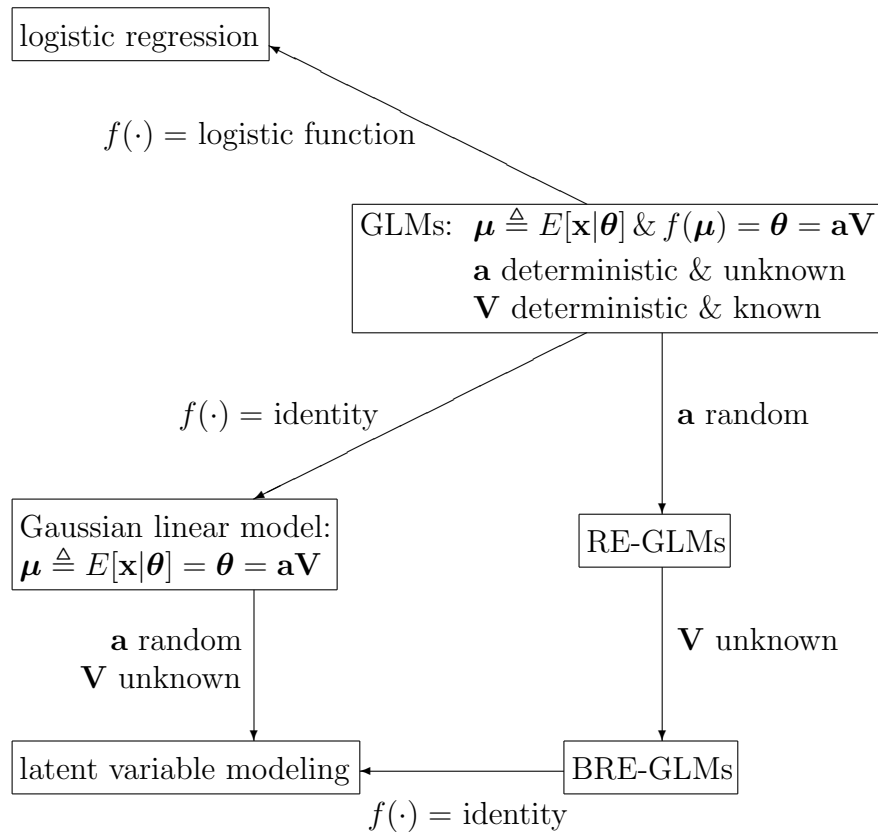 logistic regression
f(·) = logistic function
GLMs: μ ≜ E[x|θ] & f(μ) = θ = aV
a deterministic & unknown
V deterministic & known
f(·) = identity
a random
Gaussian linear model:
μ ≜ E[x|θ] = θ = aV
RE-GLMs
a random
V unknown
V unknown
latent variable modeling
BRE-GLMs
f(·) = identity